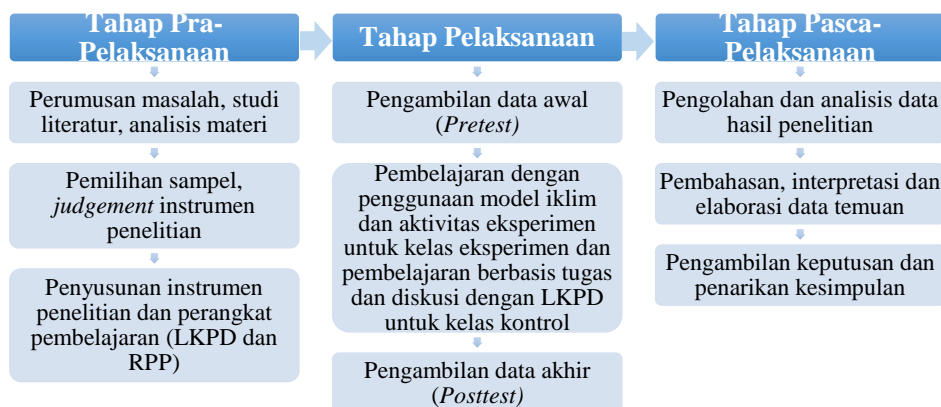 Tahap Pra-
Pelaksanaan
Perumusan masalah, studi
literatur, analisis materi
Pemilihan sampel,
judgement instrumen
penelitian
Penyusunan instrumen
penelitian dan perangkat
pembelajaran (LKPD dan
RPP)
Tahap Pelaksanaan
Pengambilan data awal
(Pretest)
Pembelajaran dengan
penggunaan model iklim
dan aktivitas eksperimen
untuk kelas eksperimen dan
pembelajaran berbasis tugas
dan diskusi dengan LKPD
untuk kelas kontrol
Pengambilan data akhir
(Posttest)
Tahap Pasca-
Pelaksanaan
Pengolahan dan analisis data
hasil penelitian
Pembahasan, interpretasi dan
elaborasi data temuan
Pengambilan keputusan dan
penarikan kesimpulan